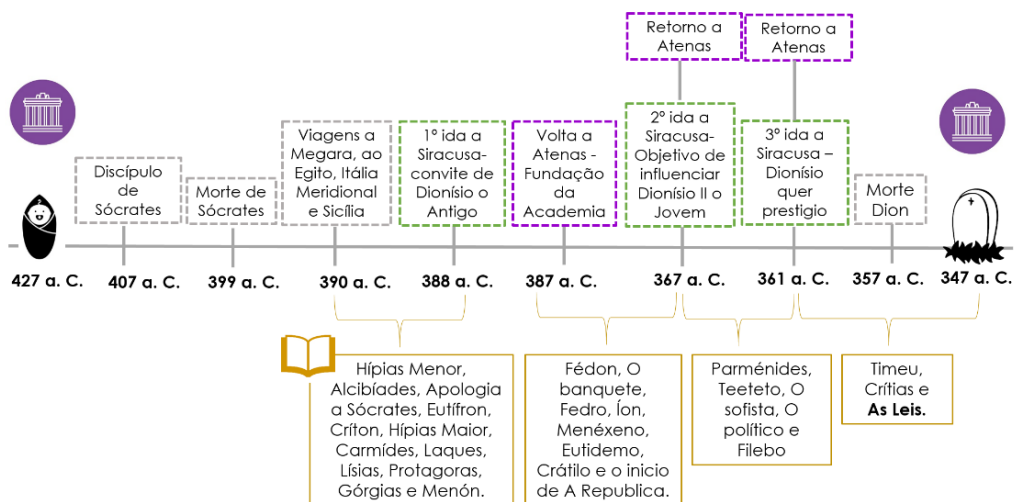 Retorno a
Atenas
Retorno a
Atenas
Discípulo
de
Sócrates
Morte de
Sócrates
Viagens a
Megara, ao
Egito, Itália
Meridional
e Sicília
1º ida a
Siracusa-
convite de
Dionísio o
Antigo
Volta a
Atenas -
Fundação
da
Academia
2º ida a
Siracusa-
Objetivo de
influenciar
Dionísio II o
Jovem
3º ida a
Siracusa –
Dionísio
quer
prestigio
Morte
Dion
427 a. C.
407 a. C.
399 a. C.
390 a. C.
388 a. C.
387 a. C.
367 a. C.
361 a. C.
357 a. C.
347 a. C.
Hípias Menor,
Alcibíades, Apologia
a Sócrates, Eutífron,
Críton, Hípias Maior,
Carmídes, Laques,
Lísias, Protagoras,
Górgias e Menón.
Fédon, O
banquete,
Fedro, Íon,
Menéxeno,
Eutidemo,
Crátilo e o inicio
de A Republica.
Parménides,
Teeteto, O
sofista, O
político e
Filebo
Timeu,
Crítias e
As Leis.